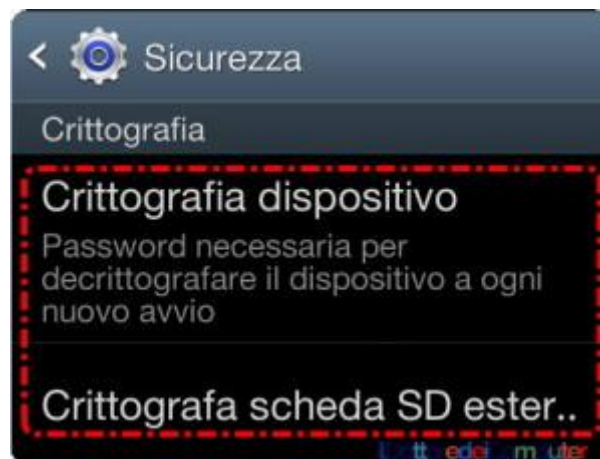 Sicurezza
Crittografia
Crittografia dispositivo
Password necessaria per
decrittografare il dispositivo a ogni
nuovo avvio
Crittografa scheda SD ester..